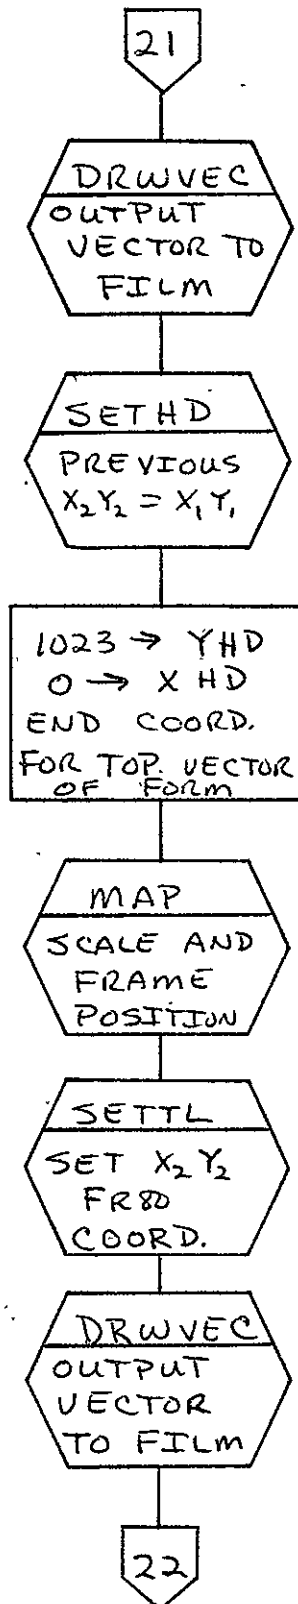 21
DRWVEC
OUTPUT
VECTOR TO
FILM
SETHD
PREVIOUS
X₂Y₂ = X₁Y₁
1023 → YHD
0 → XHD
END COORD.
FOR TOP VECTOR
OF FORM
MAP
SCALE AND
FRAME
POSITION
SETTL
SET X₂Y₂
FR80
COORD.
DRWVEC
OUTPUT
VECTOR
TO FILM
22